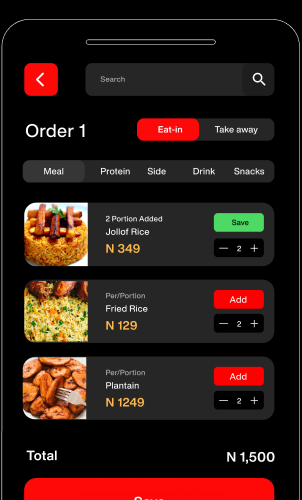 Search
Order 1
Eat-in Take away
Meal Protein Side Drink Snacks
2 Portion Added
Save
Jollof Rice
N 349
2
Per/Portion
Add
Fried Rice
N 129
2
Per/Portion
Add
Plantain
N 1249
2
Total N 1,500
Save